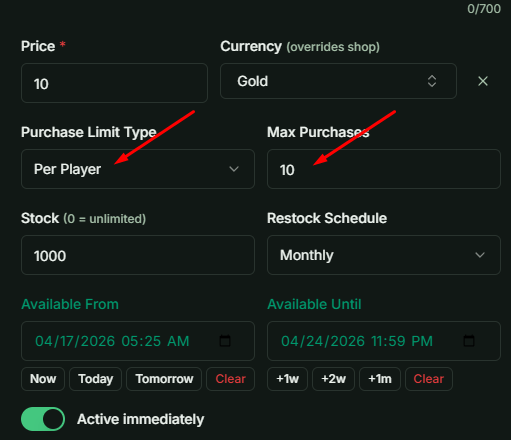 0/700
Price *
Currency (overrides shop)
10
Gold
Purchase Limit Type
Max Purchases
Per Player
10
Stock (0 = unlimited)
Restock Schedule
1000
Monthly
Available From
Available Until
04/17/2026 05:25 AM
04/24/2026 11:59 PM
Now Today Tomorrow Clear
+1w +2w +1m Clear
Active immediately